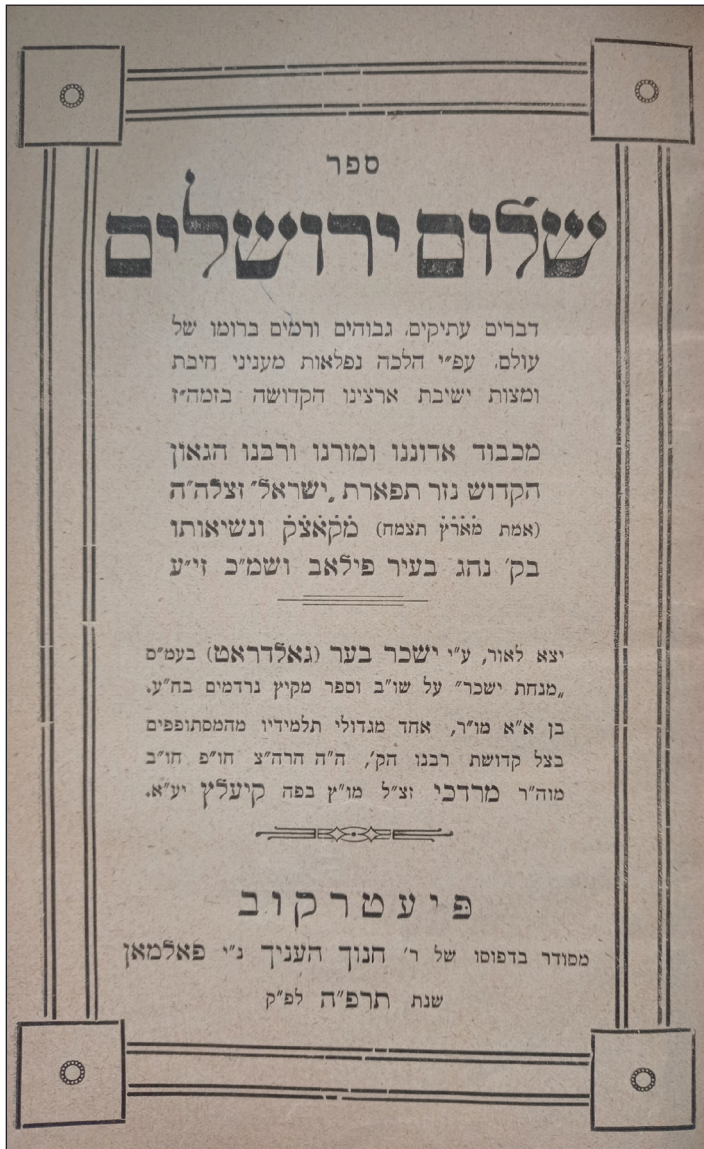 ספר
שלום ירושלים
דברים עתיקים, גבוהים ורמים ברומו של
עולם, עפ״י הלכה נפלאות מעניני חיבת
ומצות ישיבת ארצינו הקדושה בזמה״ז
מכבוד אדוננו ומורנו ורבנו הגאון
הקדוש נזר תפארת „ישראל״ זצלה״ה
(אמת מארץ תצמח) מקאצק ונשיאותו
בק׳ נהג בעיר פילאב ושמ״כ זי״ע
יצא לאור, ע״י ישכר בער (גאלדראט) בעמ״ס
„מנחת ישכר״ על שו״ב וספר מקיץ נרדמים בח״ע.
בן א״א מו״ר, אחד מגדולי תלמידיו מהמסתופפים
בצל קדושת רבנו הק׳, ה״ה הרה״צ חו״פ חו״ב
מוה״ר מרדכי זצ״ל מו״ץ בפה קיעלץ יע״א.
פיעטרקוב
מסודר בדפוסו של ר׳ חנוך העניך נ״י פאלמאן
שנת תרפ״ה לפ״ק